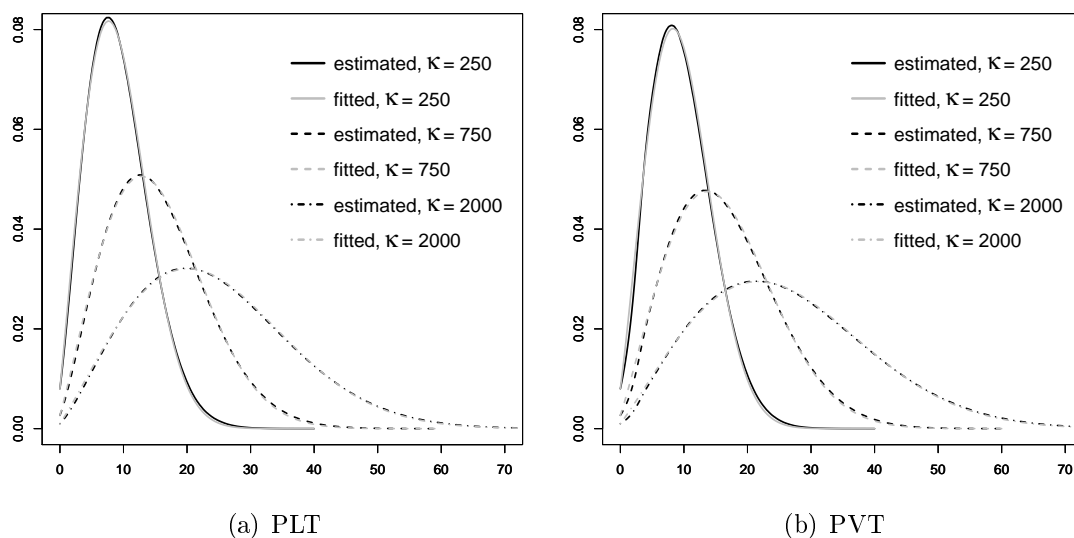 0.00
0.02
0.04
0.06
0.08
0 10 20 30 40 50 60 70
estimated, κ = 250
fitted, κ = 250
estimated, κ = 750
fitted, κ = 750
estimated, κ = 2000
fitted, κ = 2000
(a) PLT
0.00
0.02
0.04
0.06
0.08
0 10 20 30 40 50 60 70
estimated, κ = 250
fitted, κ = 250
estimated, κ = 750
fitted, κ = 750
estimated, κ = 2000
fitted, κ = 2000
(b) PVT